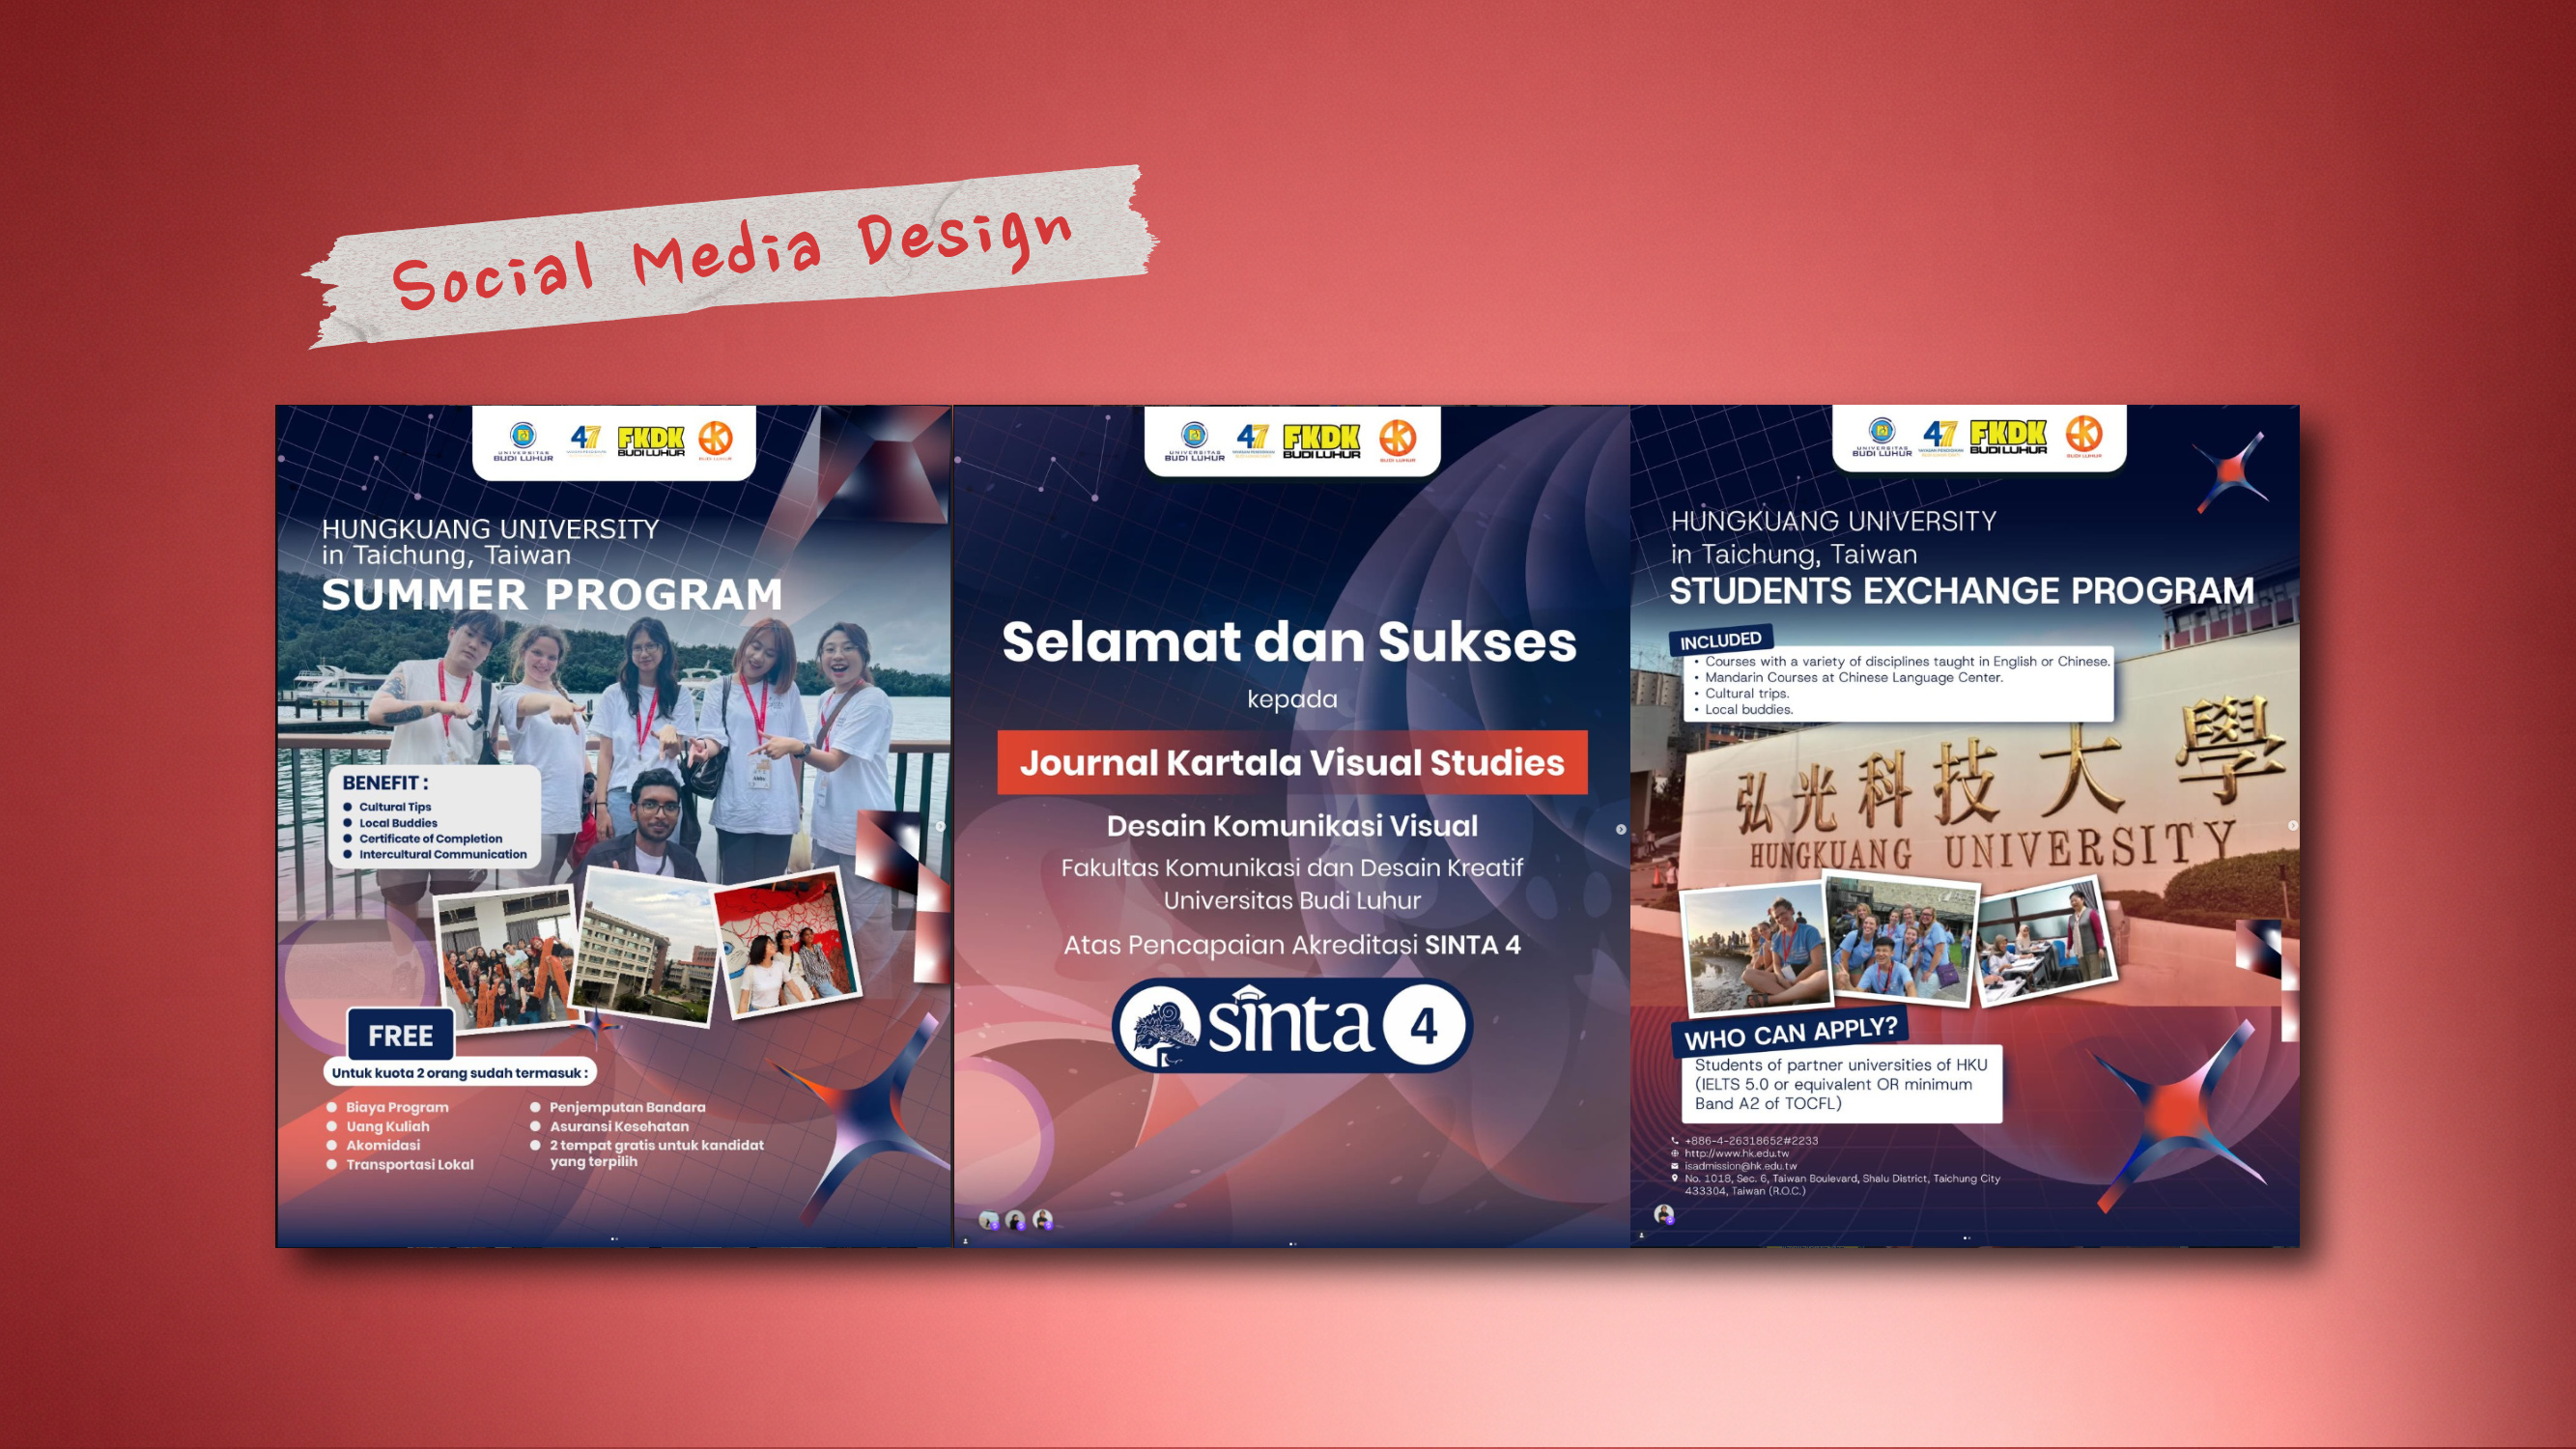 Social Media Design
UNIVERSITAS
BUDI LUHUR
47
FKDK
BUDI LUHUR
BUDI LUHUR
HUNGKUANG UNIVERSITY
in Taichung, Taiwan
SUMMER PROGRAM
BENEFIT :
Cultural Tips
Local Buddies
Certificate of Completion
Intercultural Communication
FREE
Untuk kuota 2 orang sudah termasuk :
Biaya Program
Uang Kuliah
Akomidasi
Transportasi Lokal
Penjemputan Bandara
Asuransi Kesehatan
2 tempat gratis untuk kandidat
yang terpilih
UNIVERSITAS
BUDI LUHUR
47
FKDK
BUDI LUHUR
BUDI LUHUR
Selamat dan Sukses
kepada
Journal Kartala Visual Studies
Desain Komunikasi Visual
Fakultas Komunikasi dan Desain Kreatif
Universitas Budi Luhur
Atas Pencapaian Akreditasi SINTA 4
sinta 4
UNIVERSITAS
BUDI LUHUR
47
FKDK
BUDI LUHUR
BUDI LUHUR
HUNGKUANG UNIVERSITY
in Taichung, Taiwan
STUDENTS EXCHANGE PROGRAM
INCLUDED
• Courses with a variety of disciplines taught in English or Chinese.
• Mandarin Courses at Chinese Language Center.
• Cultural trips.
• Local buddies.
弘光科技大學
HUNGKUANG UNIVERSITY
WHO CAN APPLY?
Students of partner universities of HKU
(IELTS 5.0 or equivalent OR minimum
Band A2 of TOCFL)
+886-4-26318652#2233
http://www.hk.edu.tw
isadmission@hk.edu.tw
No. 1018, Sec. 6, Taiwan Boulevard, Shalu District, Taichung City
433304, Taiwan (R.O.C.)